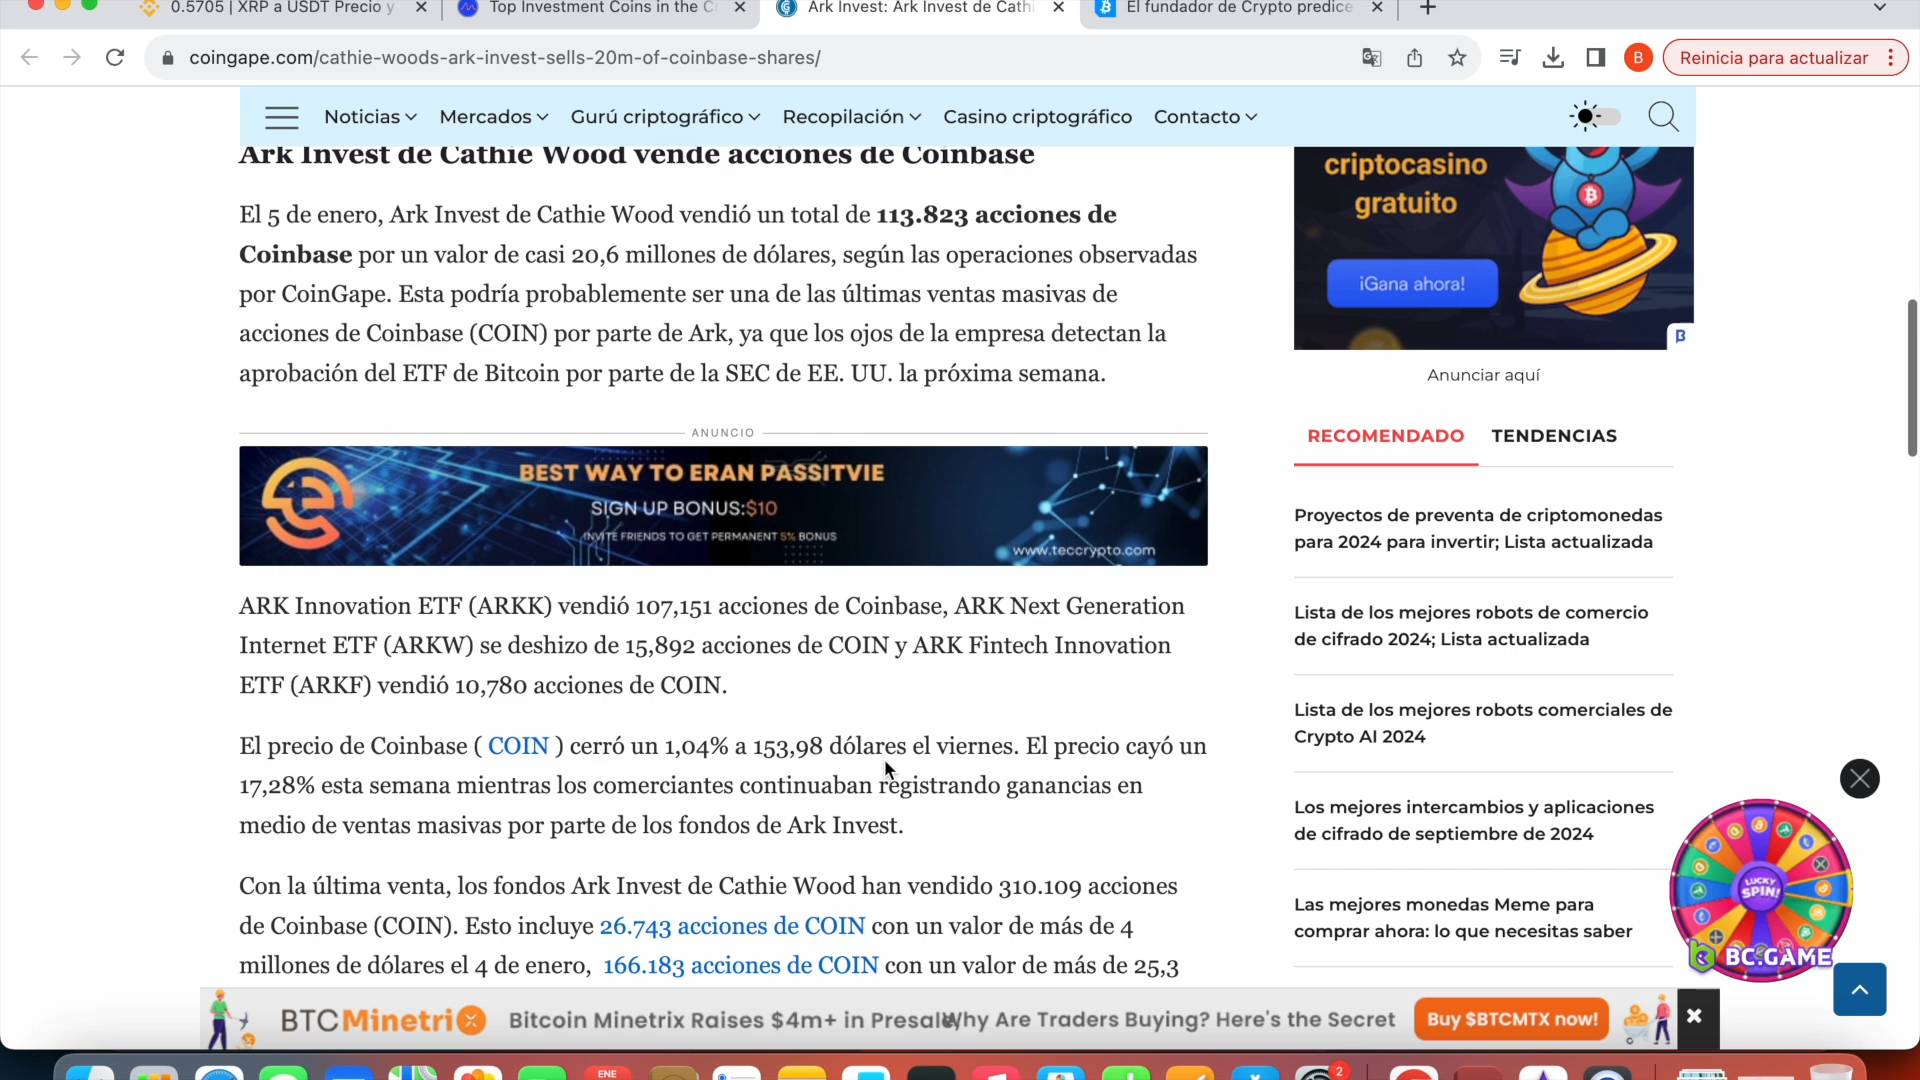 0.5705 | XRP a USDT Precio y
Top Investment Coins in the C
Ark Invest: Ark Invest de Cathi
El fundador de Crypto predice
coingape.com/cathie-woods-ark-invest-sells-20m-of-coinbase-shares/
B
Reinicia para actualizar
Noticias
Mercados
Gurú criptográfico
Recopilación
Casino criptográfico
Contacto
Ark Invest de Cathie Wood vende acciones de Coinbase
El 5 de enero, Ark Invest de Cathie Wood vendió un total de 113.823 acciones de
Coinbase por un valor de casi 20,6 millones de dólares, según las operaciones observadas
por CoinGape. Esta podría probablemente ser una de las últimas ventas masivas de
acciones de Coinbase (COIN) por parte de Ark, ya que los ojos de la empresa detectan la
aprobación del ETF de Bitcoin por parte de la SEC de EE. UU. la próxima semana.
ANUNCIO
BEST WAY TO ERAN PASSITVIE
SIGN UP BONUS:$10
INVITE FRIENDS TO GET PERMANENT 5% BONUS
www.teccrypto.com
ARK Innovation ETF (ARKK) vendió 107,151 acciones de Coinbase, ARK Next Generation
Internet ETF (ARKW) se deshizo de 15,892 acciones de COIN y ARK Fintech Innovation
ETF (ARKF) vendió 10,780 acciones de COIN.
El precio de Coinbase ( COIN ) cerró un 1,04% a 153,98 dólares el viernes. El precio cayó un
17,28% esta semana mientras los comerciantes continuaban registrando ganancias en
medio de ventas masivas por parte de los fondos de Ark Invest.
Con la última venta, los fondos Ark Invest de Cathie Wood han vendido 310.109 acciones
de Coinbase (COIN). Esto incluye 26.743 acciones de COIN con un valor de más de 4
millones de dólares el 4 de enero, 166.183 acciones de COIN con un valor de más de 25,3
criptocasino
gratuito
¡Gana ahora!
Anunciar aquí
RECOMENDADO
TENDENCIAS
Proyectos de preventa de criptomonedas
para 2024 para invertir; Lista actualizada
Lista de los mejores robots de comercio
de cifrado 2024; Lista actualizada
Lista de los mejores robots comerciales de
Crypto AI 2024
Los mejores intercambios y aplicaciones
de cifrado de septiembre de 2024
Las mejores monedas Meme para
comprar ahora: lo que necesitas saber
LUCKY
SPIN!
BC.GAME
BTCMinetrix
Bitcoin Minetrix Raises $4m+ in Presale
Why Are Traders Buying? Here's the Secret
Buy $BTCMTX now!
ENE
2